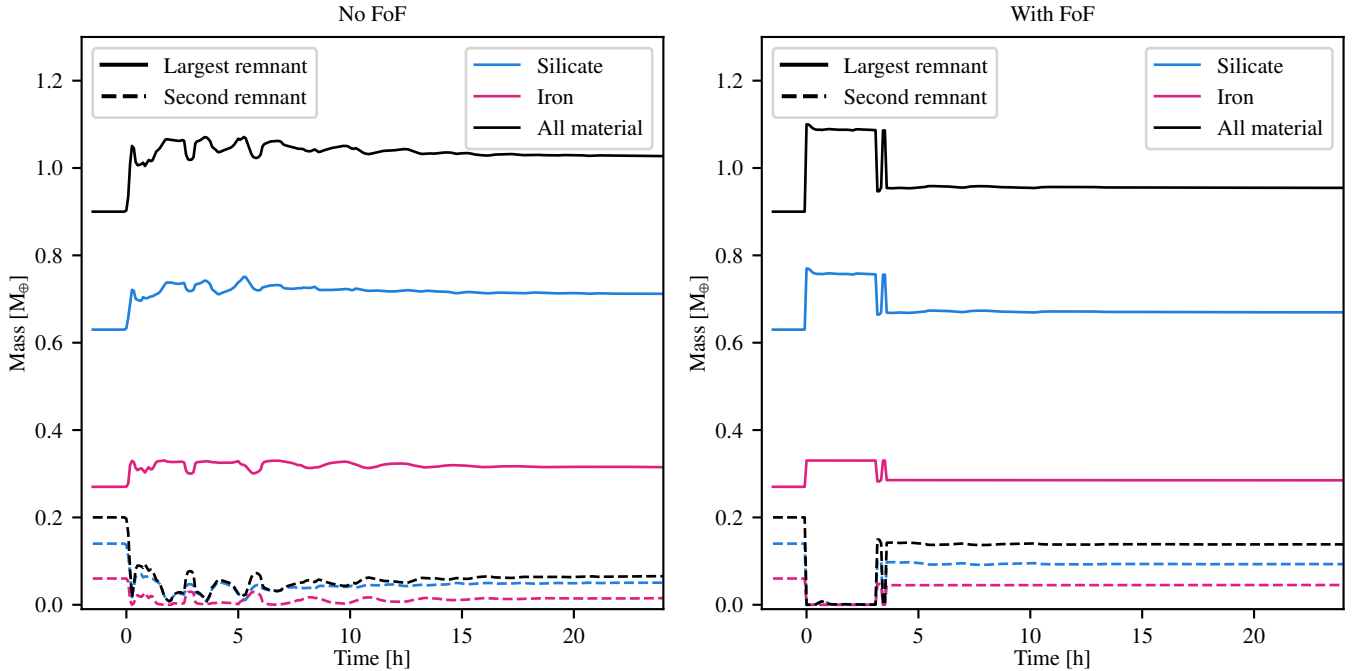 No FoF
Largest remnant
Second remnant
Silicate
Iron
All material
Mass [M⊕]
1.2
1.0
0.8
0.6
0.4
0.2
0.0
0
5
10
15
20
Time [h]
With FoF
Largest remnant
Second remnant
Silicate
Iron
All material
Mass [M⊕]
1.2
1.0
0.8
0.6
0.4
0.2
0.0
0
5
10
15
20
Time [h]